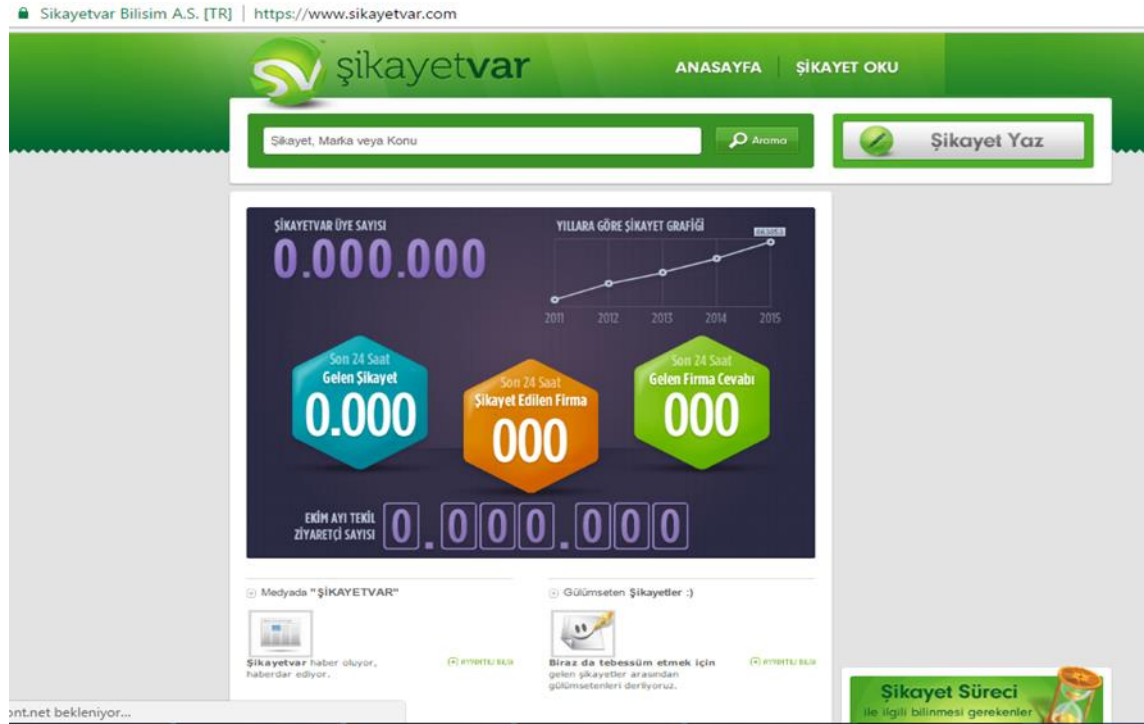 Sikayetvar Bilisim A.S. [TR] | https://www.sikayetvar.com
SV şikayetvar
ANASAYFA ŞİKAYET OKU
Şikayet, Marka veya Konu
Arama
Şikayet Yaz
ŞİKAYETVAR ÜYE SAYISI
0.000.000
YILLARA GÖRE ŞİKAYET GRAFİĞİ
2011 2012 2013 2014 2015
Son 24 Saat
Gelen Şikayet
0.000
Son 24 Saat
Şikayet Edilen Firma
000
Son 24 Saat
Gelen Firma Cevabı
000
EKİM AYI TEKİL
ZİYARETÇİ SAYISI
0.000.000
Medyada "ŞİKAYETVAR"
Şikayetvar haber oluyor,
haberdar ediyor.
Gülümseten Şikayetler :)
Biraz da tebessüm etmek için
gelen şikayetler arasından
gülümsetenleri derliyoruz.
Şikayet Süreci
ile ilgili bilinmesi gerekenler
ont.net bekleniyor...